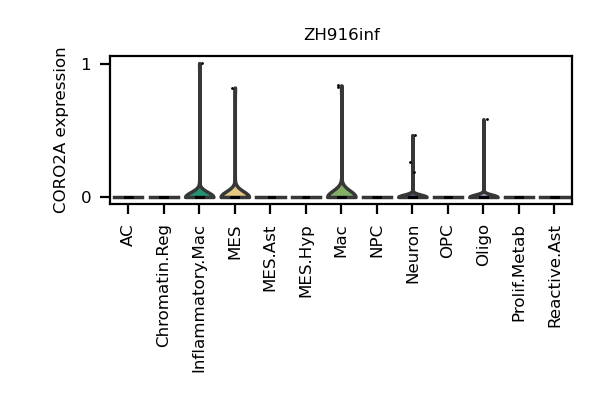 ZH916inf
CORO2A expression
1
0
AC
Chromatin.Reg
Inflammatory.Mac
MES
MES.Ast
MES.Hyp
Mac
NPC
Neuron
OPC
Oligo
Prolif.Metab
Reactive.Ast